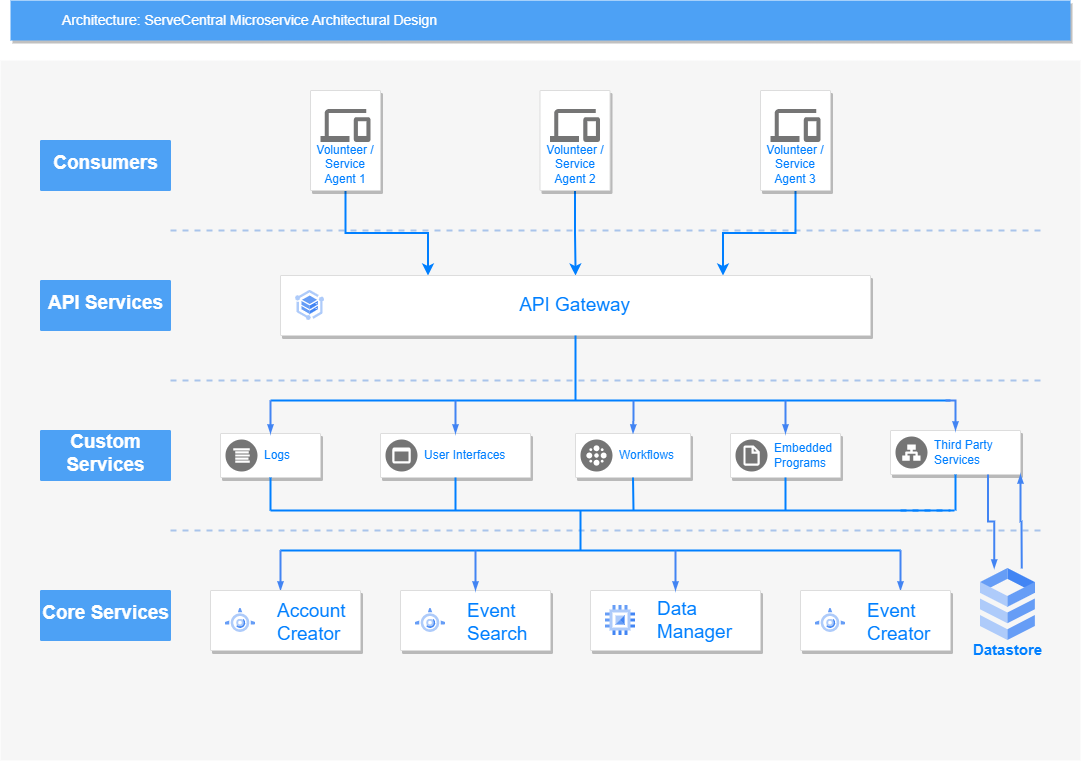 Architecture: ServeCentral Microservice Architectural Design
Consumers
Volunteer /
Service
Agent 1
Volunteer /
Service
Agent 2
Volunteer /
Service
Agent 3
API Services
API Gateway
Custom
Services
Logs
User Interfaces
Workflows
Embedded
Programs
Third Party
Services
Core Services
Account
Creator
Event
Search
Data
Manager
Event
Creator
Datastore